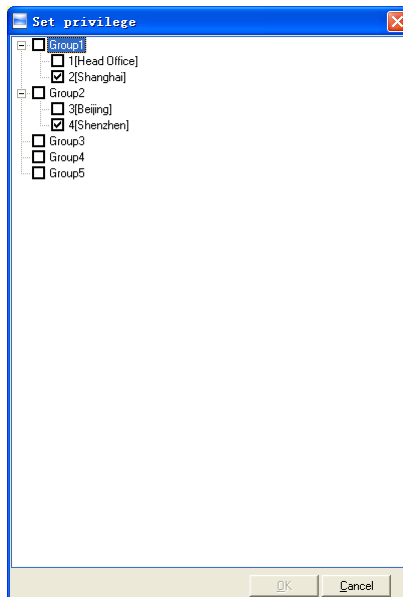 Set privilege
Group1
1[Head Office]
2[Shanghai]
Group2
3[Beijing]
4[Shenzhen]
Group3
Group4
Group5
OK Cancel